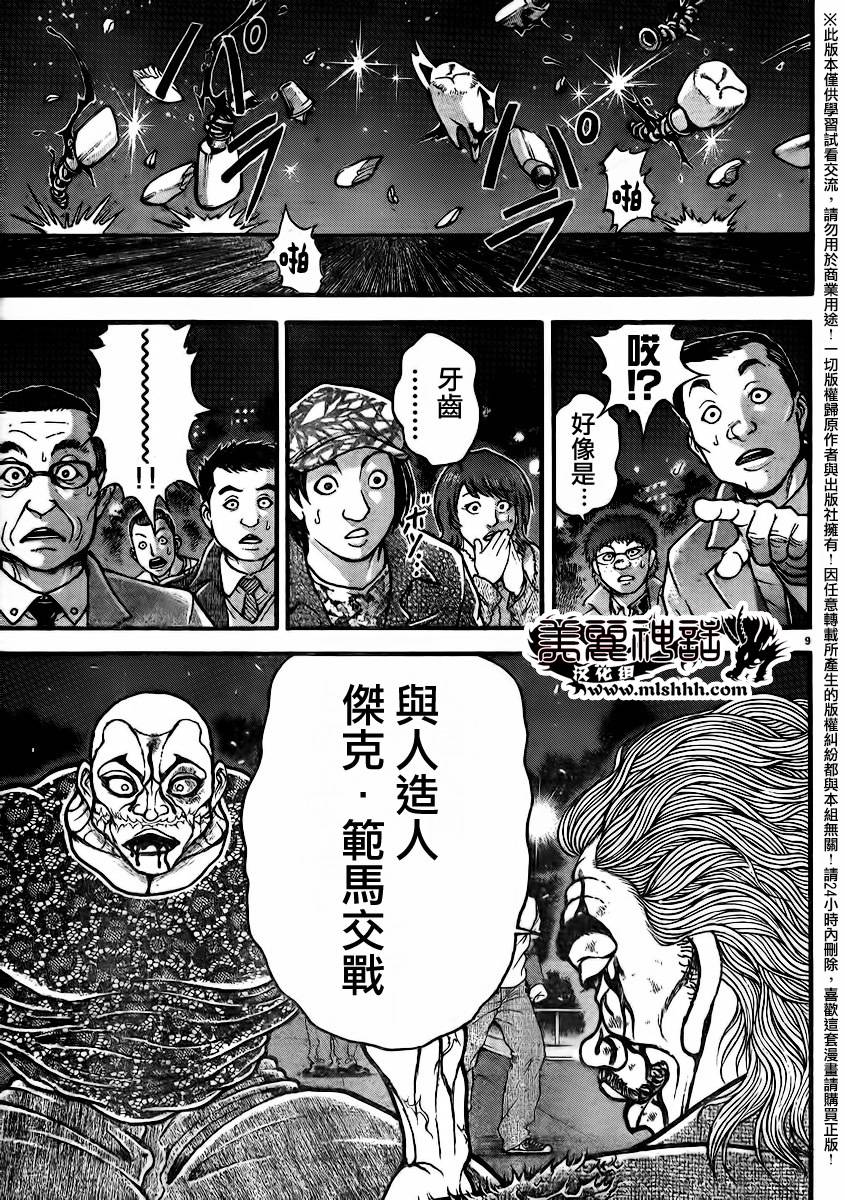 ※此版本僅供學習試看交流，請勿用於商業用途！一切版權歸原作者與出版社擁有！因任意轉載所產生的版權糾紛都與本組無關！請24小時內刪除，喜歡這套漫畫請購買正版！
パラ
パラ
パラ
啪
啪
哎!?
好像是…
牙齒
………
ボソ…
!!
9
美麗神話
汉化组
www.mlshhh.com
與人造人
傑克·範馬交戰